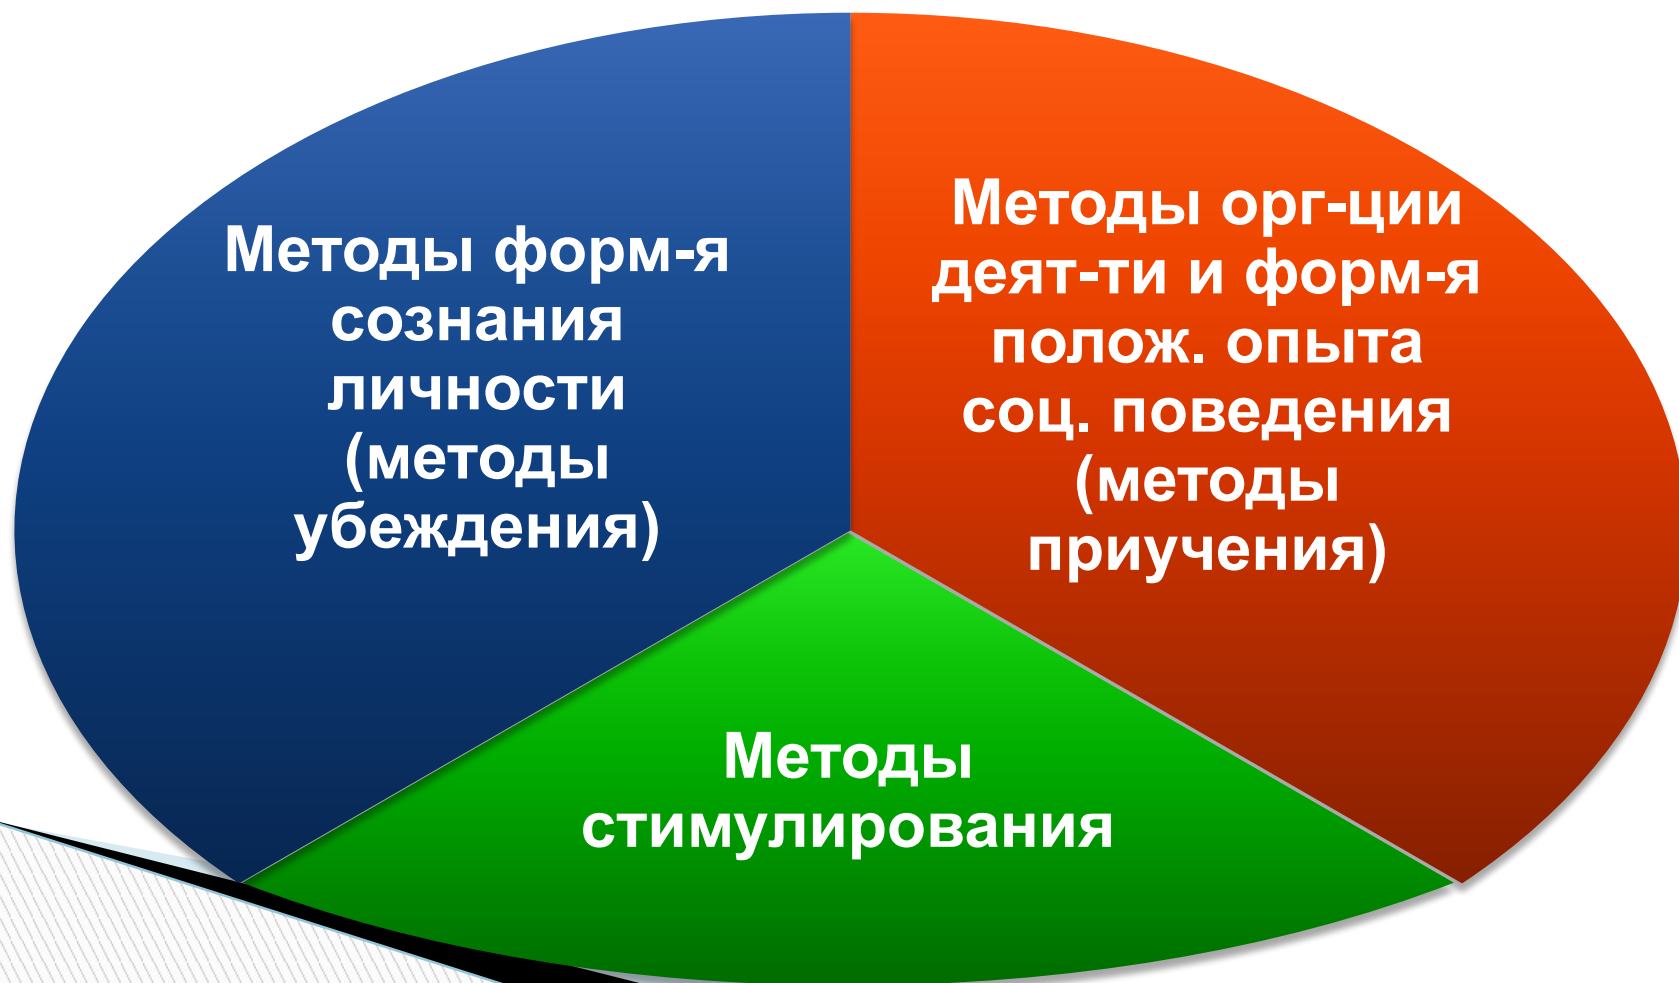 Методы форм-я
сознания
личности
(методы
убеждения)
Методы орг-ции
деят-ти и форм-я
полож. опыта
соц. поведения
(методы
приучения)
Методы
стимулирования